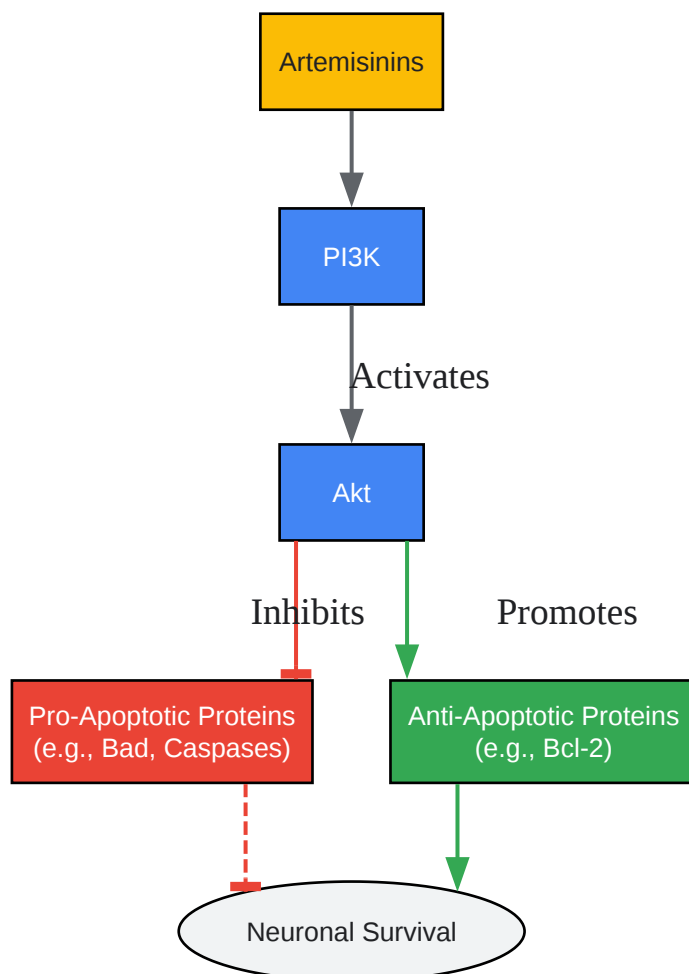 Artemisinins
PI3K
Activates
Akt
Inhibits
Promotes
Pro-Apoptotic Proteins
(e.g., Bad, Caspases)
Anti-Apoptotic Proteins
(e.g., Bcl-2)
Neuronal Survival